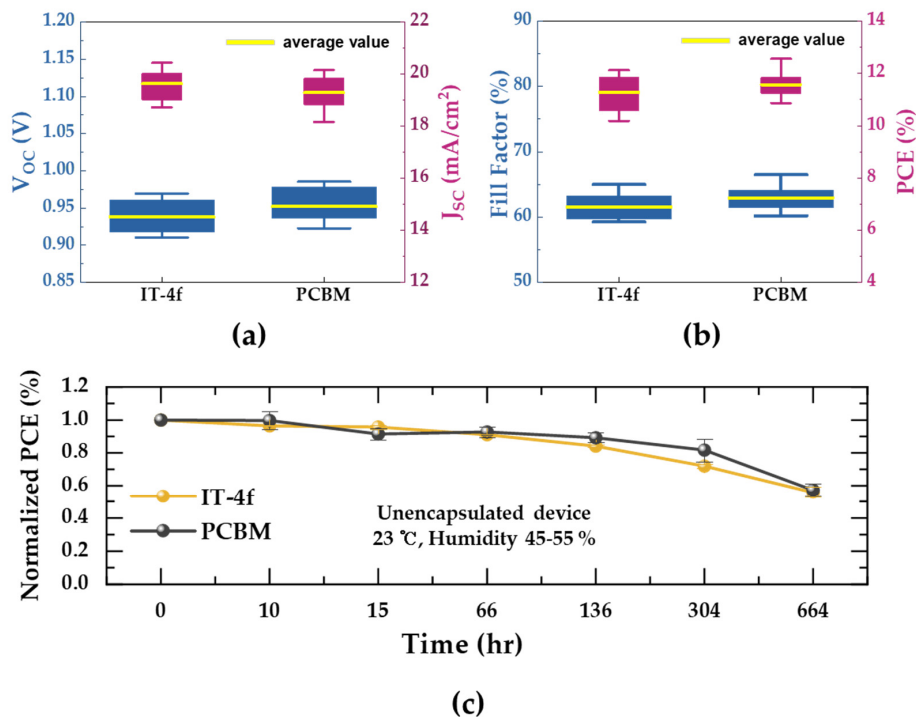 average value
1.20
1.15
1.10
1.05
1.00
0.95
0.90
0.85
V_OC (V)
22
20
18
16
14
12
J_SC (mA/cm²)
IT-4f PCBM
(a)
average value
90
80
70
60
50
Fill Factor (%)
14
12
10
8
6
4
PCE (%)
IT-4f PCBM
(b)
1.2
1.0
0.8
0.6
0.4
0.2
0.0
Normalized PCE (%)
IT-4f
PCBM
Unencapsulated device
23 ℃, Humidity 45-55 %
0 10 15 66 136 304 664
Time (hr)
(c)